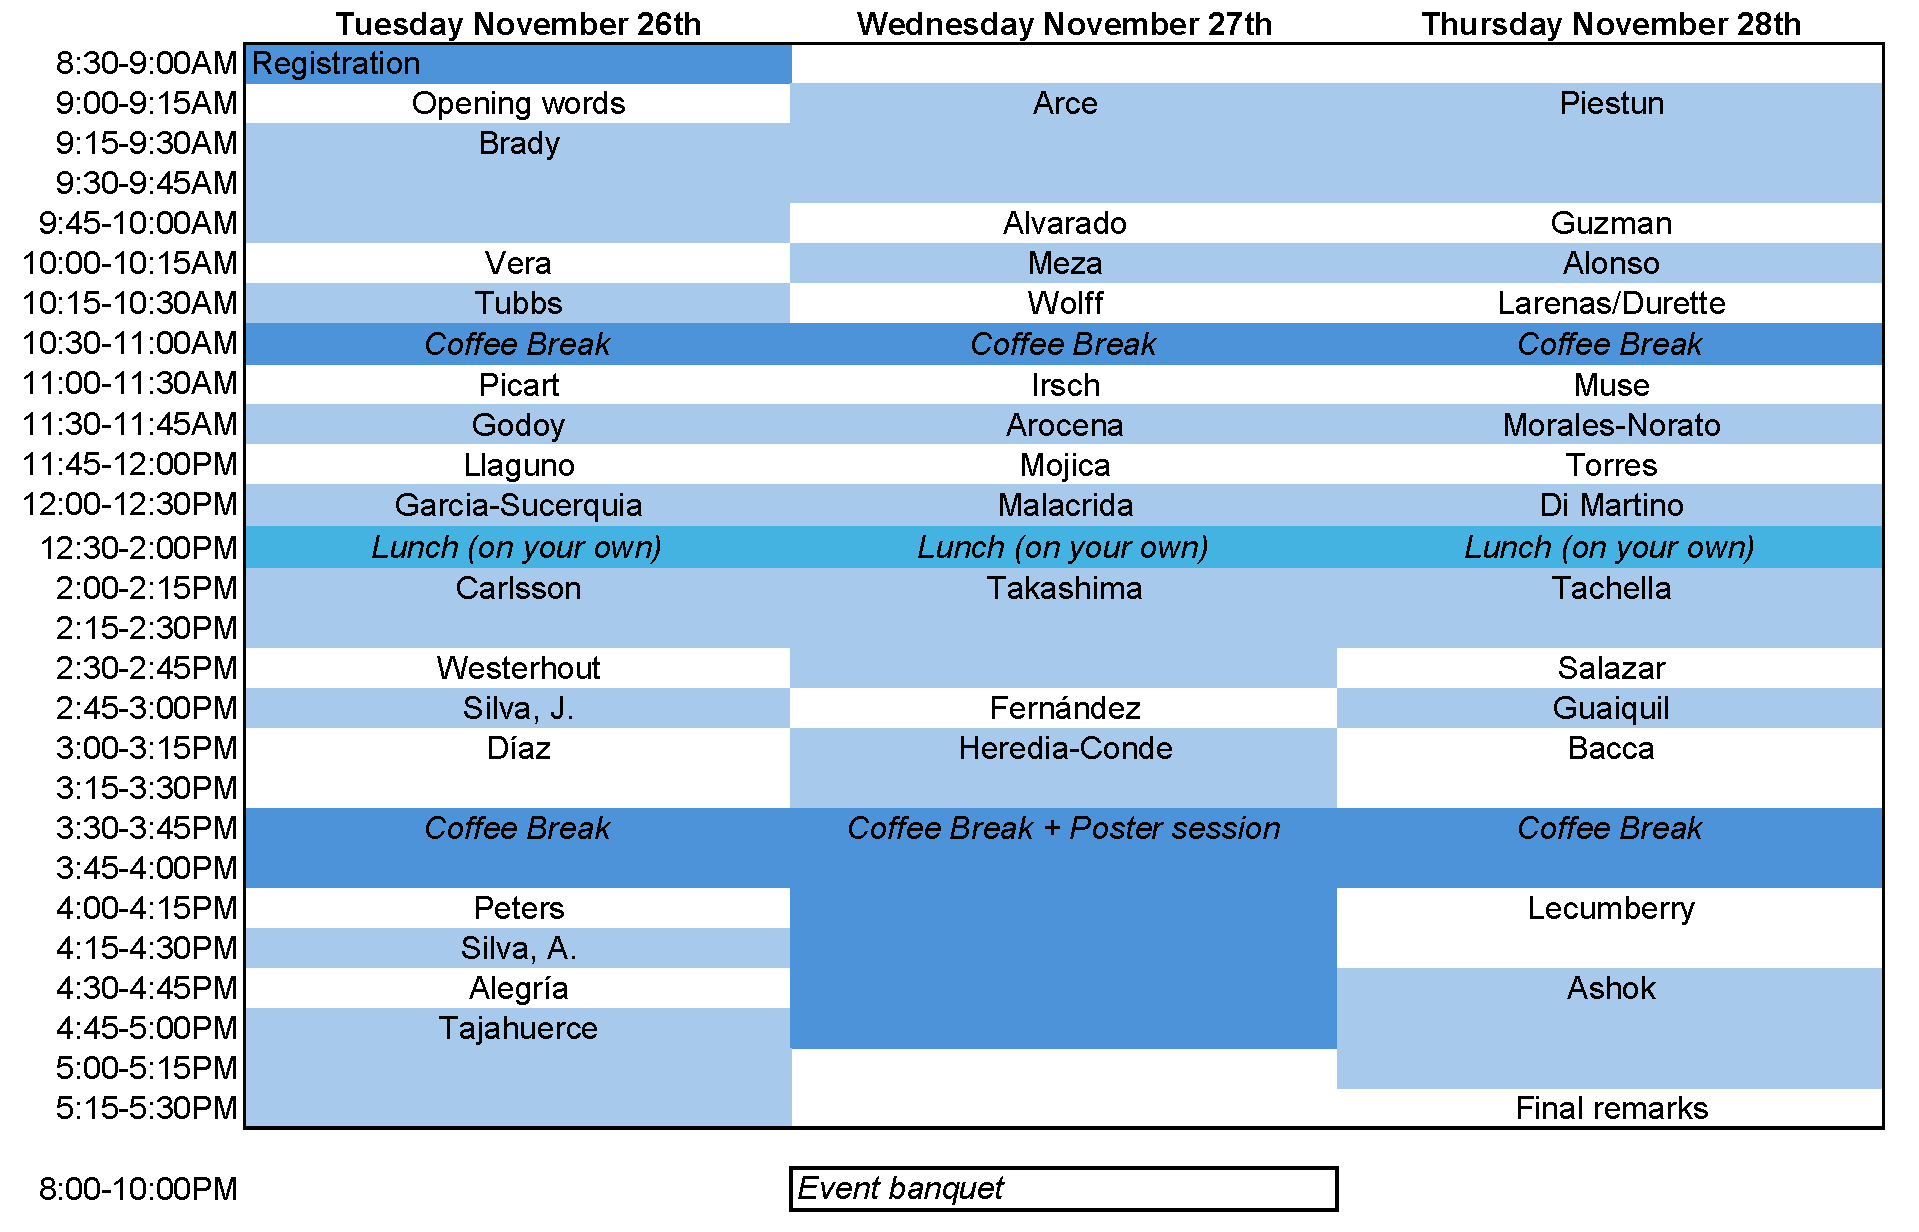 Tuesday November 26th Wednesday November 27th Thursday November 28th
8:30-9:00AM Registration
9:00-9:15AM Opening words Arce Piestun
9:15-9:30AM Brady
9:30-9:45AM
9:45-10:00AM Alvarado Guzman
10:00-10:15AM Vera Meza Alonso
10:15-10:30AM Tubbs Wolff Larenas/Durette
10:30-11:00AM Coffee Break Coffee Break Coffee Break
11:00-11:30AM Picart Irsch Muse
11:30-11:45AM Godoy Arocena Morales-Norato
11:45-12:00PM Llaguno Mojica Torres
12:00-12:30PM Garcia-Sucerquia Malacrida Di Martino
12:30-2:00PM Lunch (on your own) Lunch (on your own) Lunch (on your own)
2:00-2:15PM Carlsson Takashima Tachella
2:15-2:30PM
2:30-2:45PM Westerhout Salazar
2:45-3:00PM Silva, J. Fernández Guaiquil
3:00-3:15PM Díaz Heredia-Conde Bacca
3:15-3:30PM
3:30-3:45PM Coffee Break Coffee Break + Poster session Coffee Break
3:45-4:00PM
4:00-4:15PM Peters Lecumberry
4:15-4:30PM Silva, A.
4:30-4:45PM Alegría Ashok
4:45-5:00PM Tajahuerce
5:00-5:15PM
5:15-5:30PM Final remarks
8:00-10:00PM Event banquet